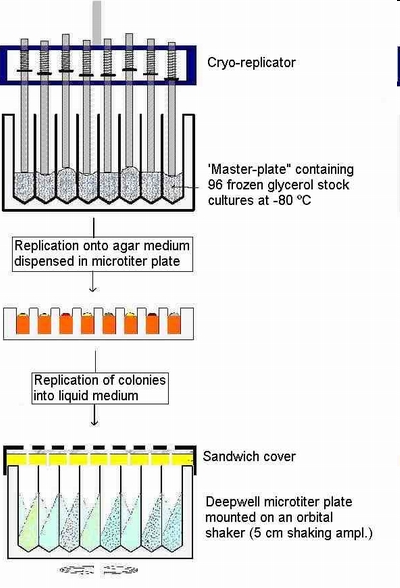 Cryo-replicator
'Master-plate" containing
96 frozen glycerol stock
cultures at -80 ºC
Replication onto agar medium
dispensed in microtiter plate
Replication of colonies
into liquid medium
Sandwich cover
Deepwell microtiter plate
mounted on an orbital
shaker (5 cm shaking ampl.)